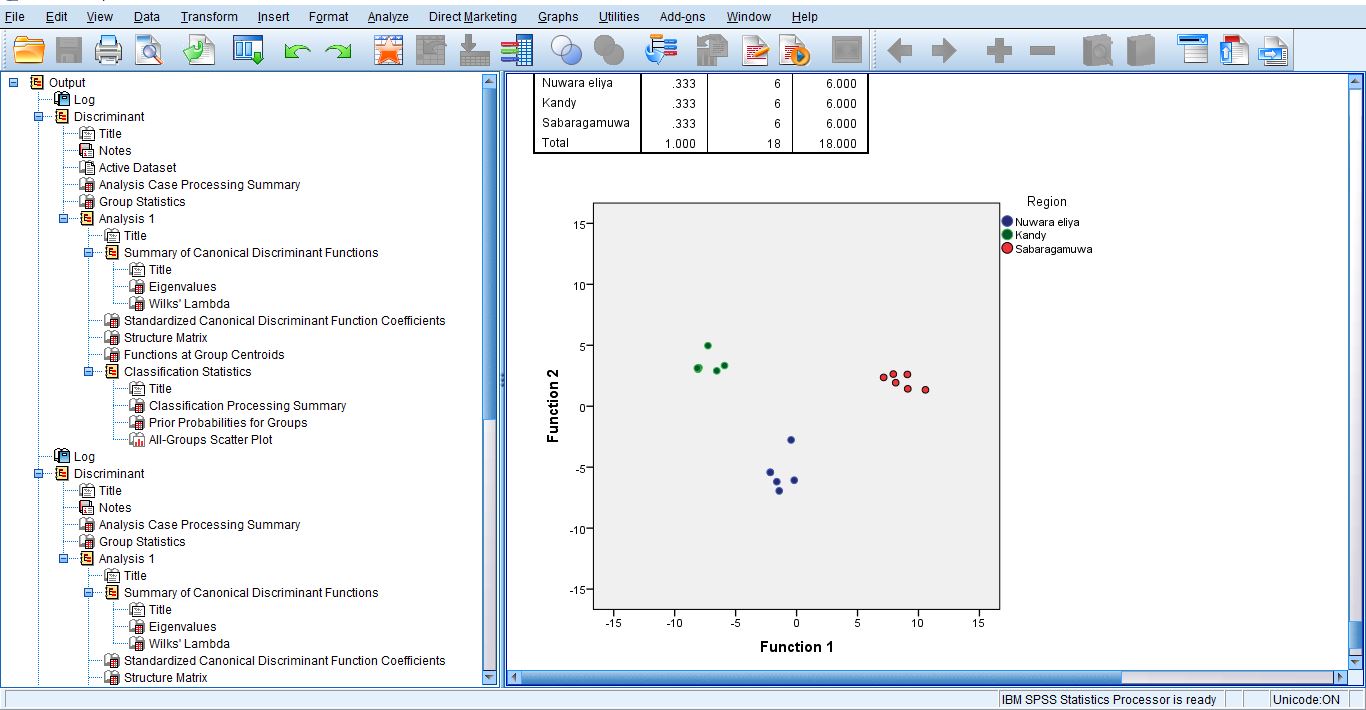 File Edit View Data Transform Insert Format Analyze Direct Marketing Graphs Utilities Add-ons Window Help
Output
Log
Discriminant
Title
Notes
Active Dataset
Analysis Case Processing Summary
Group Statistics
Analysis 1
Title
Summary of Canonical Discriminant Functions
Title
Eigenvalues
Wilks' Lambda
Standardized Canonical Discriminant Function Coefficients
Structure Matrix
Functions at Group Centroids
Classification Statistics
Title
Classification Processing Summary
Prior Probabilities for Groups
All-Groups Scatter Plot
Log
Discriminant
Title
Notes
Analysis Case Processing Summary
Group Statistics
Analysis 1
Title
Summary of Canonical Discriminant Functions
Title
Eigenvalues
Wilks' Lambda
Standardized Canonical Discriminant Function Coefficients
Structure Matrix
Nuwara eliya .333 6 6.000
Kandy .333 6 6.000
Sabaragamuwa .333 6 6.000
Total 1.000 18 18.000
Region
Nuwara eliya
Kandy
Sabaragamuwa
15
10
5
0
-5
-10
-15
Function 2
-15 -10 -5 0 5 10 15
Function 1
IBM SPSS Statistics Processor is ready Unicode:ON